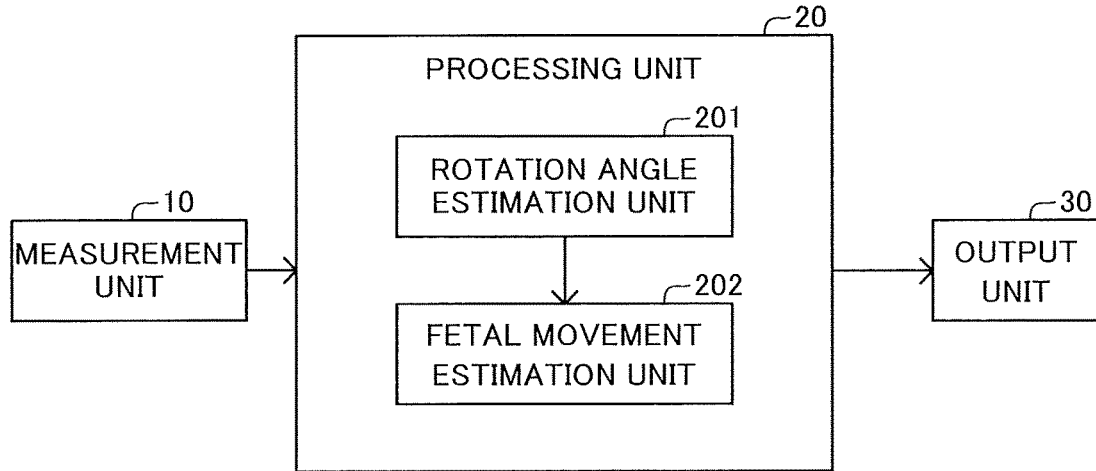 20
PROCESSING UNIT
201
ROTATION ANGLE
ESTIMATION UNIT
10
MEASUREMENT
UNIT
202
FETAL MOVEMENT
ESTIMATION UNIT
30
OUTPUT
UNIT